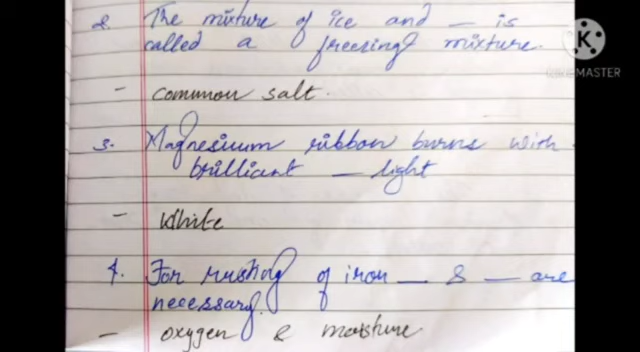 2. The mixture of ice and — is
called a freezing mixture.
- common salt.
KINEMASTER
3. Magnesium ribbon burns with
brilliant — light
- White
4. For rusting of iron — & — are
necessary.
- oxygen & moisture